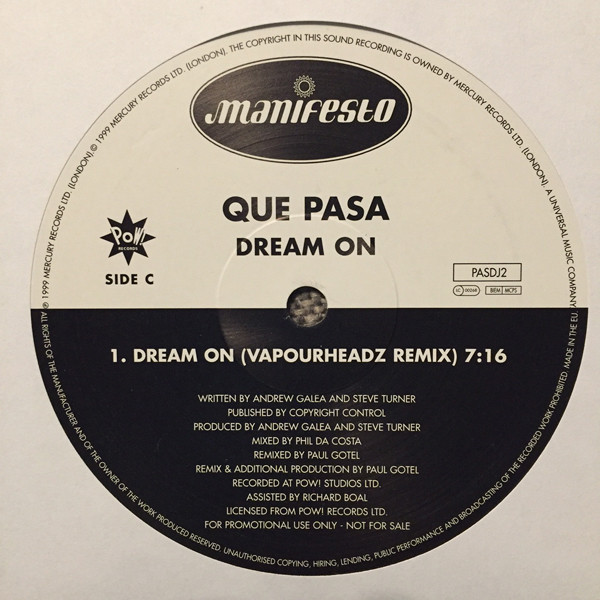 ℗ 1999 MERCURY RECORDS LTD. (LONDON).© 1999 MERCURY RECORDS LTD. (LONDON). THE COPYRIGHT IN THIS SOUND RECORDING IS OWNED BY MERCURY RECORDS LTD. (LONDON). A UNIVERSAL MUSIC COMPANY.
manifesto
QUE PASA
DREAM ON
POW!
RECORDS
SIDE C
PASDJ2
LC 00268
BIEM MCPS
1. DREAM ON (VAPOURHEADZ REMIX) 7:16
WRITTEN BY ANDREW GALEA AND STEVE TURNER
PUBLISHED BY COPYRIGHT CONTROL
PRODUCED BY ANDREW GALEA AND STEVE TURNER
MIXED BY PHIL DA COSTA
REMIXED BY PAUL GOTEL
REMIX & ADDITIONAL PRODUCTION BY PAUL GOTEL
RECORDED AT POW! STUDIOS LTD.
ASSISTED BY RICHARD BOAL
LICENSED FROM POW! RECORDS LTD.
FOR PROMOTIONAL USE ONLY - NOT FOR SALE
ALL RIGHTS OF THE MANUFACTURER AND OF THE OWNER OF THE WORK PRODUCED RESERVED. UNAUTHORISED COPYING, HIRING, LENDING, PUBLIC PERFORMANCE AND BROADCASTING OF THE RECORDED WORK PROHIBITED. MADE IN THE EU.